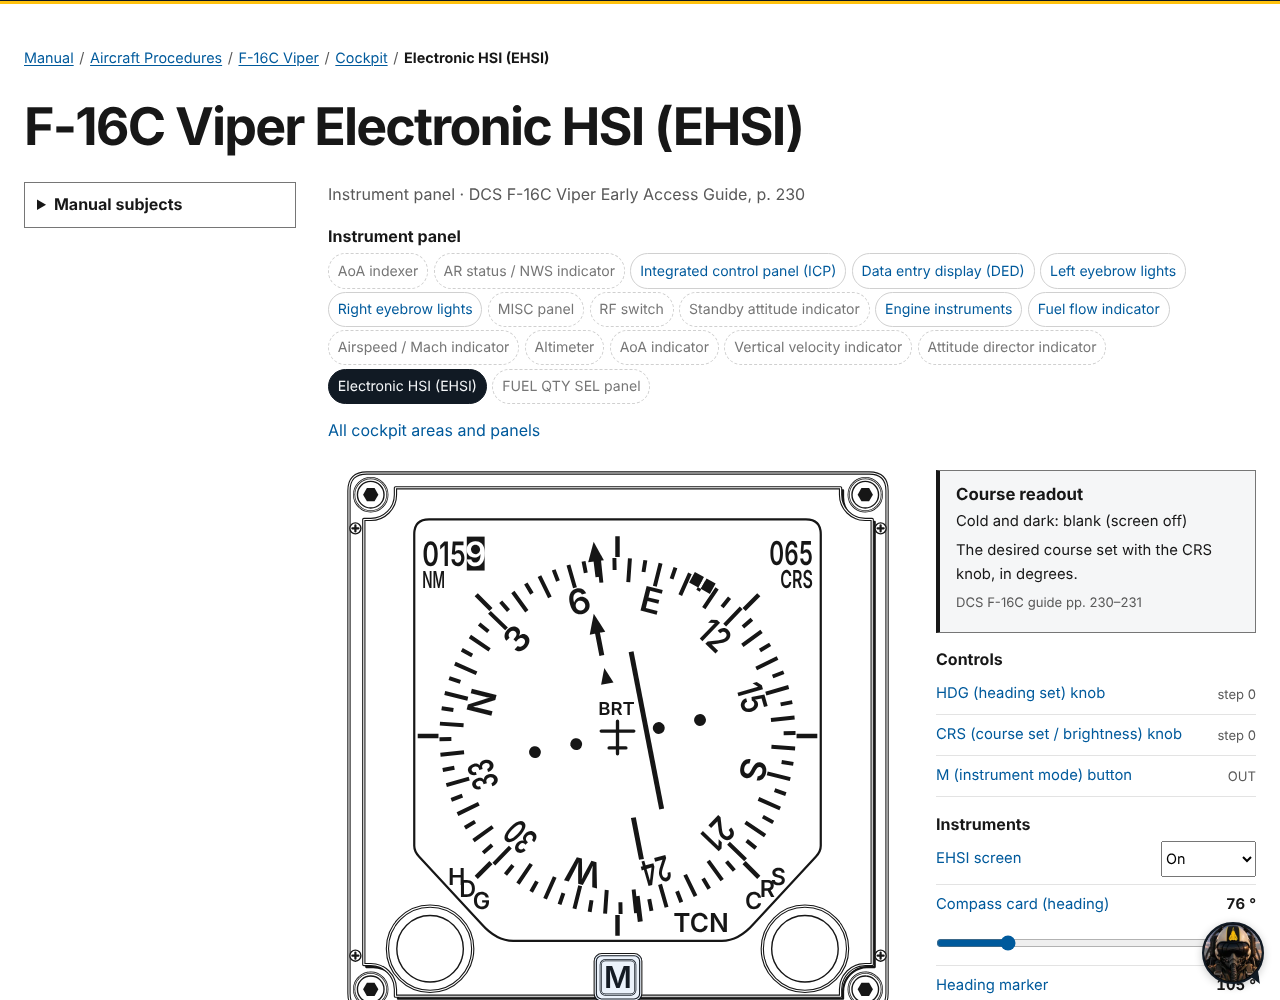 Manual / Aircraft Procedures / F-16C Viper / Cockpit / Electronic HSI (EHSI)
F-16C Viper Electronic HSI (EHSI)
Manual subjects
Instrument panel · DCS F-16C Viper Early Access Guide, p. 230
Instrument panel
AoA indexer
AR status / NWS indicator
Integrated control panel (ICP)
Data entry display (DED)
Left eyebrow lights
Right eyebrow lights
MISC panel
RF switch
Standby attitude indicator
Engine instruments
Fuel flow indicator
Airspeed / Mach indicator
Altimeter
AoA indicator
Vertical velocity indicator
Attitude director indicator
Electronic HSI (EHSI)
FUEL QTY SEL panel
All cockpit areas and panels
0159
NM
065
CRS
6
E
3
12
N
15
BRT
33
S
30
21
W
24
HDG
CRS
TCN
M
Course readout
Cold and dark: blank (screen off)
The desired course set with the CRS
knob, in degrees.
DCS F-16C guide pp. 230–231
Controls
HDG (heading set) knob step 0
CRS (course set / brightness) knob step 0
M (instrument mode) button OUT
Instruments
EHSI screen On
Compass card (heading) 76 °
Heading marker 105 °